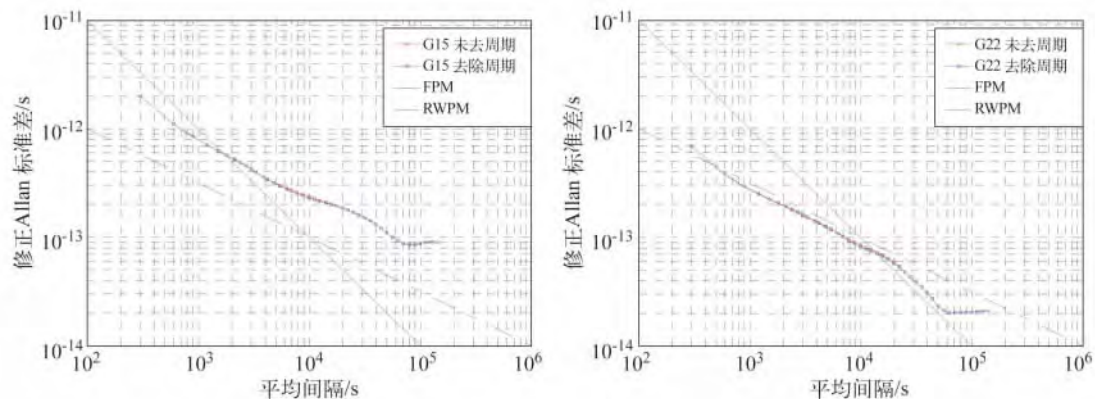 10⁻¹¹
10⁻¹²
10⁻¹³
10⁻¹⁴
修正Allan 标准差/s
10²
10³
10⁴
10⁵
10⁶
平均间隔/s
G15 未去周期
G15 去除周期
FPM
RWPM
10⁻¹¹
10⁻¹²
10⁻¹³
10⁻¹⁴
修正Allan 标准差/s
10²
10³
10⁴
10⁵
10⁶
平均间隔/s
G22 未去周期
G22 去除周期
FPM
RWPM